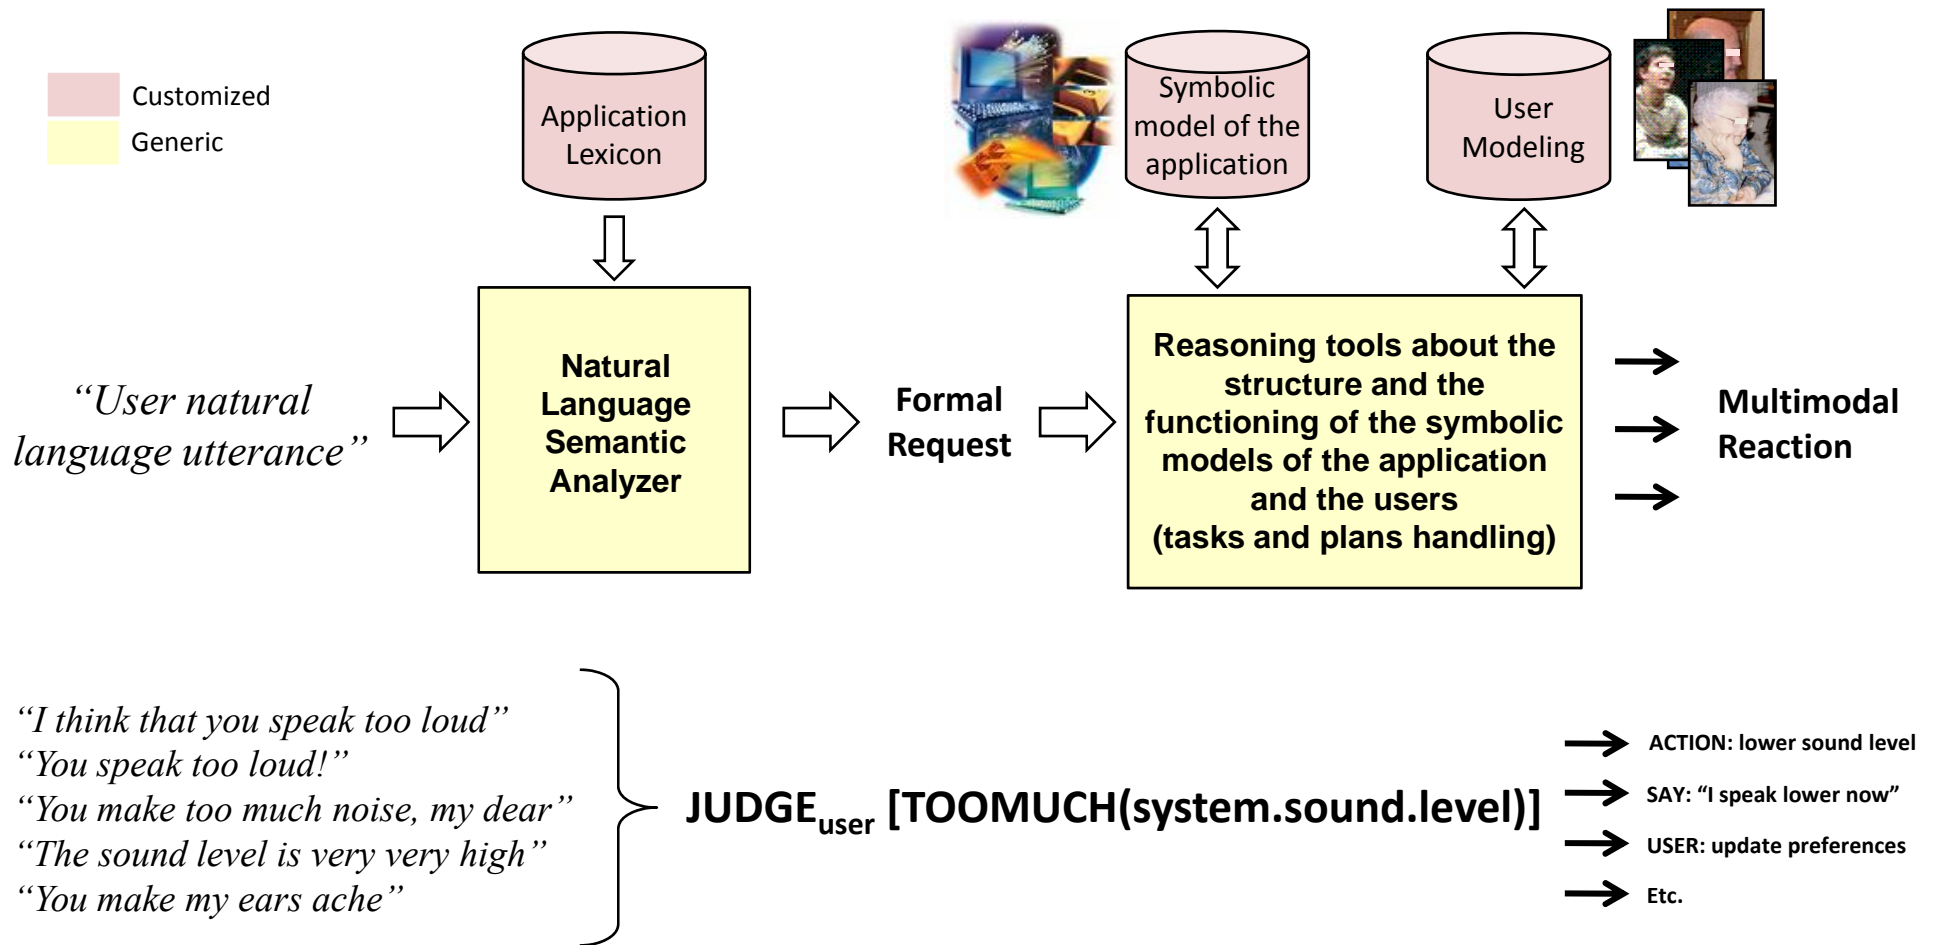 Customized
Generic
Application
Lexicon
Symbolic
model of the
application
User
Modeling
“User natural
language utterance”
Natural
Language
Semantic
Analyzer
Formal
Request
Reasoning tools about the
structure and the
functioning of the symbolic
models of the application
and the users
(tasks and plans handling)
Multimodal
Reaction
“I think that you speak too loud”
“You speak too loud!”
“You make too much noise, my dear”
“The sound level is very very high”
“You make my ears ache”
JUDGEuser [TOOMUCH(system.sound.level)]
ACTION: lower sound level
SAY: “I speak lower now”
USER: update preferences
Etc.